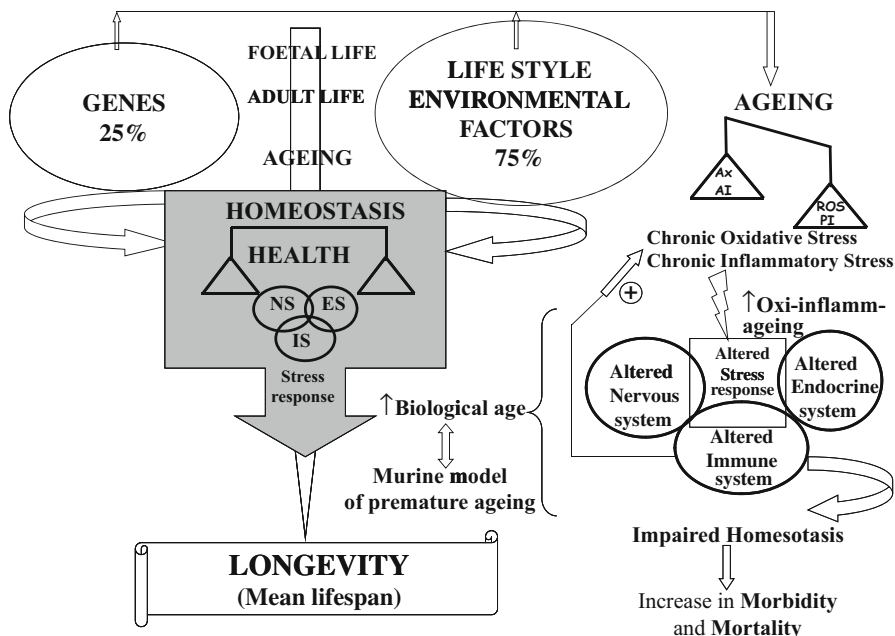 FOETAL LIFE
ADULT LIFE
AGEING
GENES
25%
LIFE STYLE
ENVIRONMENTAL
FACTORS
75%
HOMEOSTASIS
HEALTH
NS
ES
IS
Stress
response
LONGEVITY
(Mean lifespan)
↑Biological age
Murine model
of premature ageing
AGEING
Ax
AI
ROS
PI
Chronic Oxidative Stress
Chronic Inflammatory Stress
+
↑Oxi-inflamm-
ageing
Altered
Nervous
system
Altered
Stress
response
Altered
Endocrine
system
Altered
Immune
system
Impaired Homesotasis
Increase in Morbidity
and Mortality